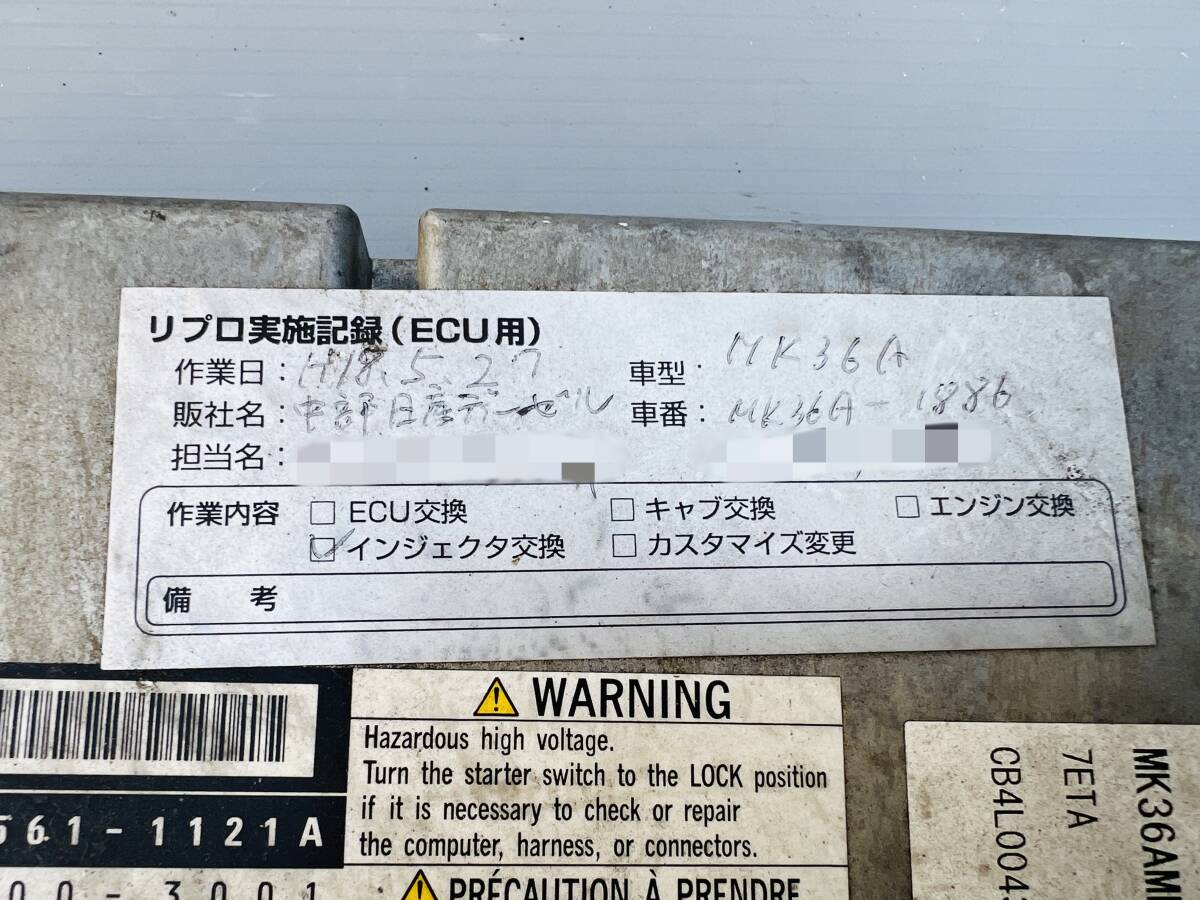 リプロ実施記録(ECU用)
作業日: H18.5.27 車型: MK36A
販社名: 中部日産ディーゼル 車番: MK36A-1886
担当名:
作業内容 □ ECU交換 □ キャブ交換 □ エンジン交換
☑ インジェクタ交換 □ カスタマイズ変更
備 考
⚠ WARNING
Hazardous high voltage.
Turn the starter switch to the LOCK position
if it is necessary to check or repair
the computer, harness, or connectors.
⚠ PRÉCAUTION À PRENDRE
561-1121A
00-3001
MK36AM
7ETA
CB4L004